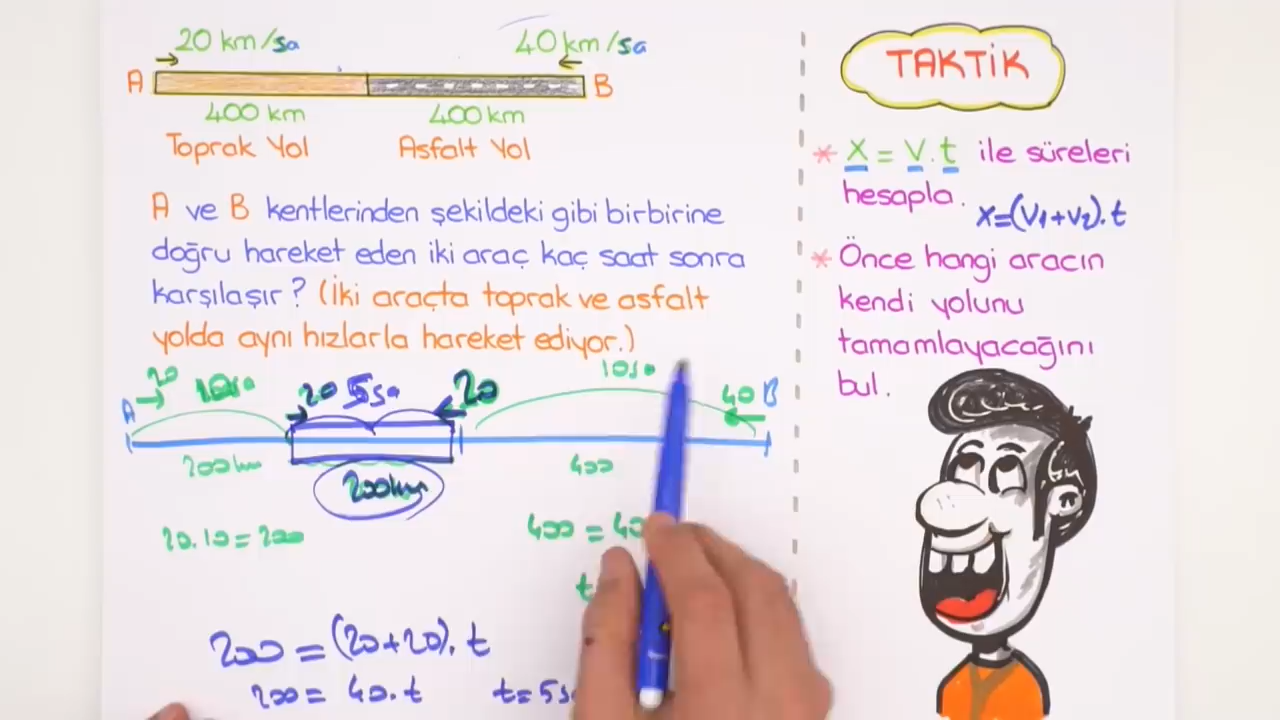 20 km/sa
40 km/sa
A
B
400 km
400 km
Toprak Yol
Asfalt Yol
A ve B kentlerinden şekildeki gibi birbirine
doğru hareket eden iki araç kaç saat sonra
karşılaşır? (İki araçta toprak ve asfalt
yolda aynı hızlarla hareket ediyor.)
20 10sa 20 5sa 20 10sa 40 B
A
200km
200km
400
20.10=200
400 = 40
t
200 = (20+20).t
200 = 40.t t=5sa
TAKTİK
* X = V.t ile süreleri
hesapla.
X=(V1+V2).t
* Önce hangi aracın
kendi yolunu
tamamlayacağını
bul.